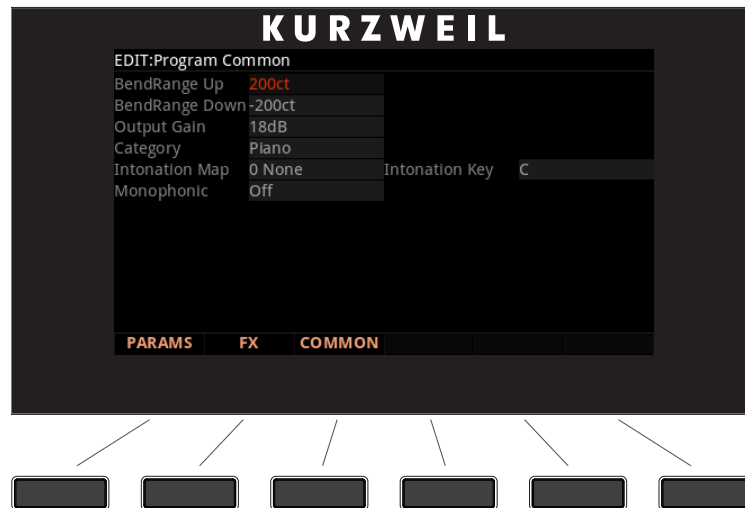 KURZWEIL
EDIT:Program Common
BendRange Up 200ct
BendRange Down -200ct
Output Gain 18dB
Category Piano
Intonation Map 0 None Intonation Key C
Monophonic Off
PARAMS FX COMMON